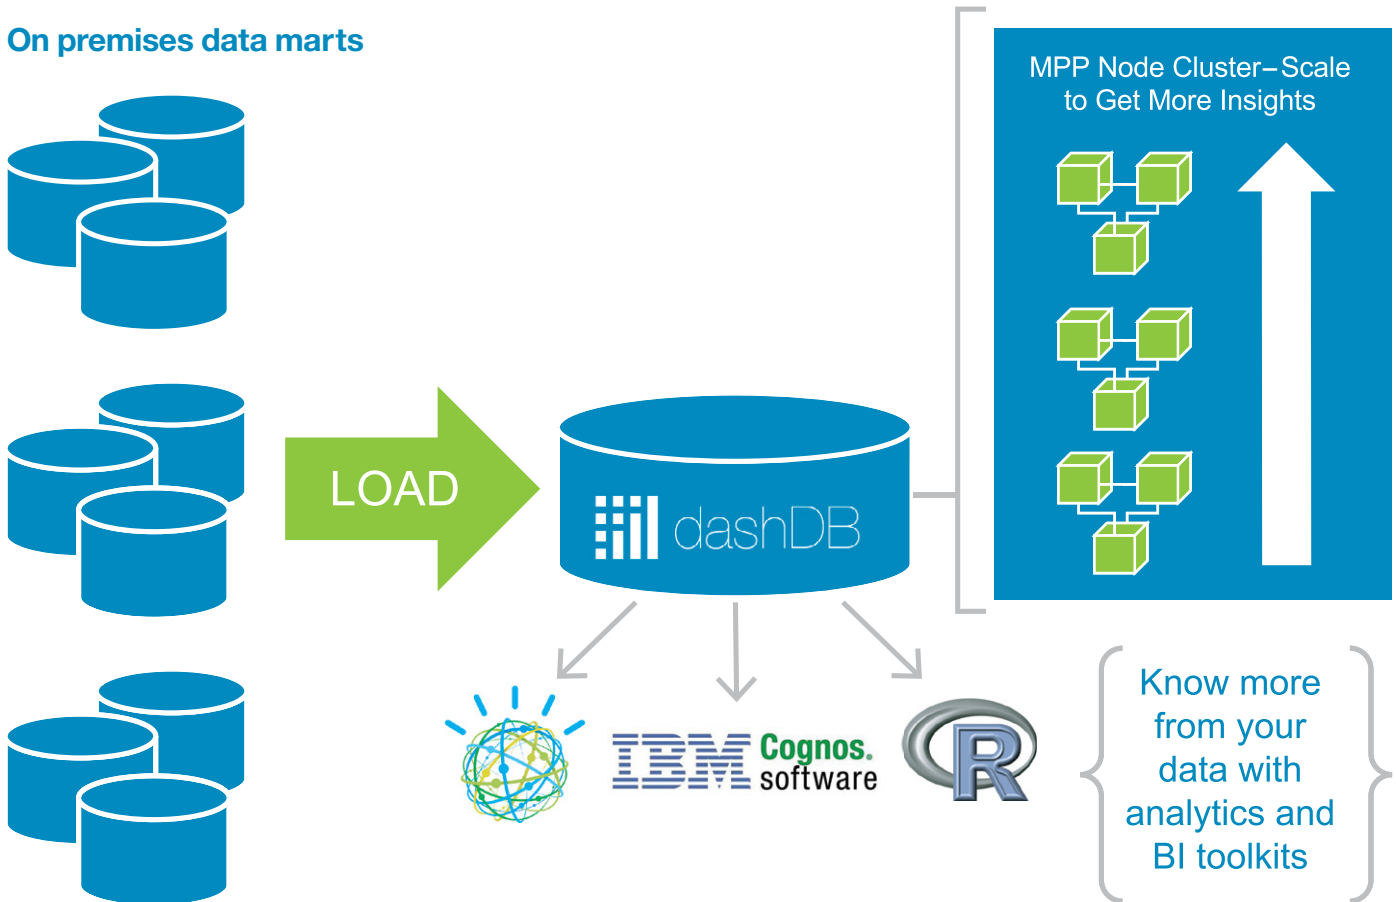 On premises data marts
MPP Node Cluster–Scale
to Get More Insights
LOAD
dashDB
IBM Cognos.
software
R
Know more
from your
data with
analytics and
BI toolkits